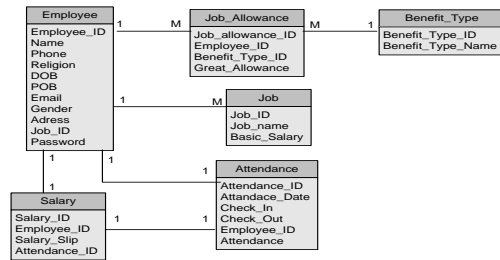 Employee
Employee_ID
Name
Phone
Religion
DOB
POB
Email
Gender
Adress
Job_ID
Password
1
M
Job_Allowance
Job_allowance_ID
Employee_ID
Benefit_Type_ID
Great_Allowance
M
1
Benefit_Type
Benefit_Type_ID
Benefit_Type_Name
1
M
Job
Job_ID
Job_name
Basic_Salary
1
1
1
1
Attendance
Attendance_ID
Attandace_Date
Check_In
Check_Out
Employee_ID
Attendance
Salary
Salary_ID
Employee_ID
Salary_Slip
Attendance_ID
1
1